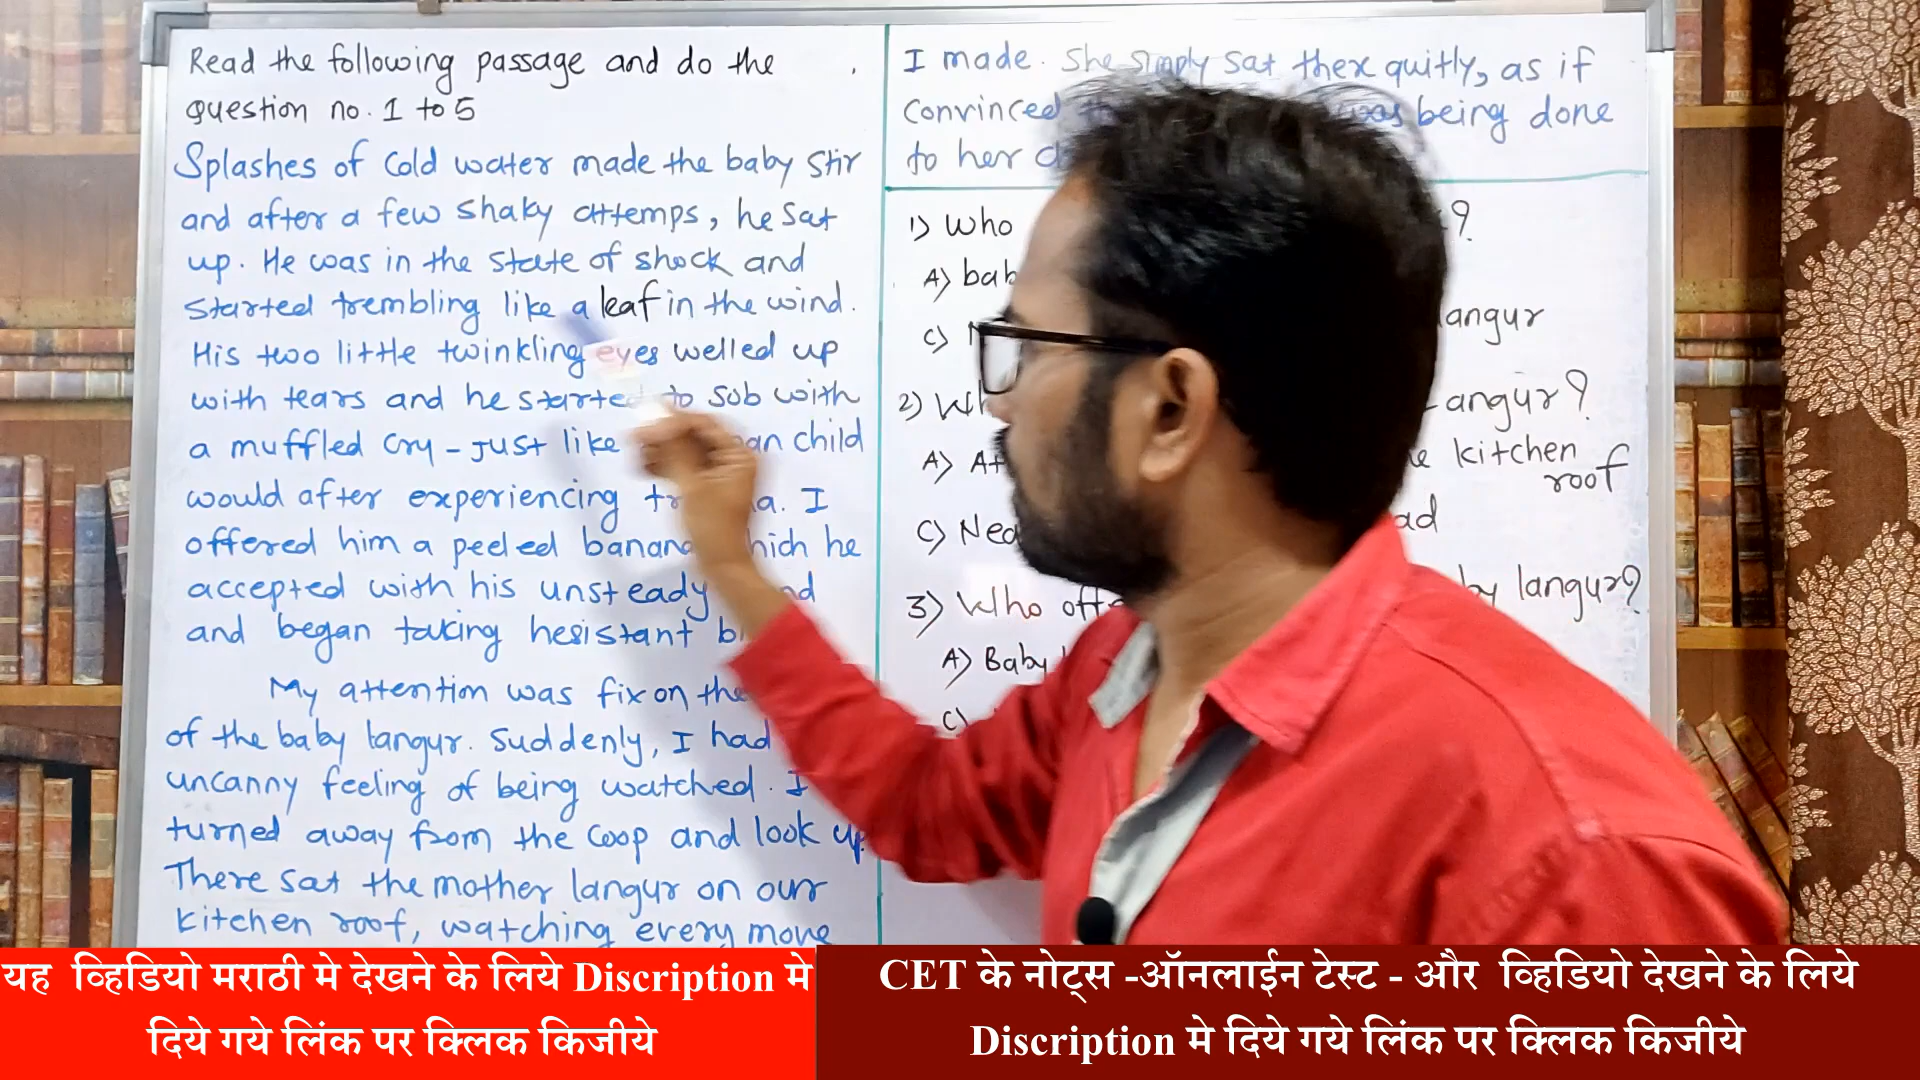 Read the following passage and do the
question no. 1 to 5
Splashes of cold water made the baby stir
and after a few shaky attemps, he sat
up. He was in the state of shock and
started trembling like a leaf in the wind.
His two little twinkling eyes welled up
with tears and he started to sob with
a muffled cry - just like child
would after experiencing I
offered him a peeled banana he
accepted with his unsteady
and began taking hesistant
My attention was fix on the
of the baby langur. Suddenly, I had
uncanny feeling of being watched. I
turned away from the coop and look up.
There sat the mother langur on our
kitchen roof, watching every move
I made. She simply sat thex quitly, as if
convinced was being done
to her
1) Who ?
A) bab
langur
C)
2) Wh langur?
A) At kitchen
roof
C) Nea ad
3) Who offe langur?
A) Baby
C)
यह व्हिडियो मराठी मे देखने के लिये Discription मे
दिये गये लिंक पर क्लिक किजीये
CET के नोट्स -ऑनलाईन टेस्ट - और व्हिडियो देखने के लिये
Discription मे दिये गये लिंक पर क्लिक किजीये